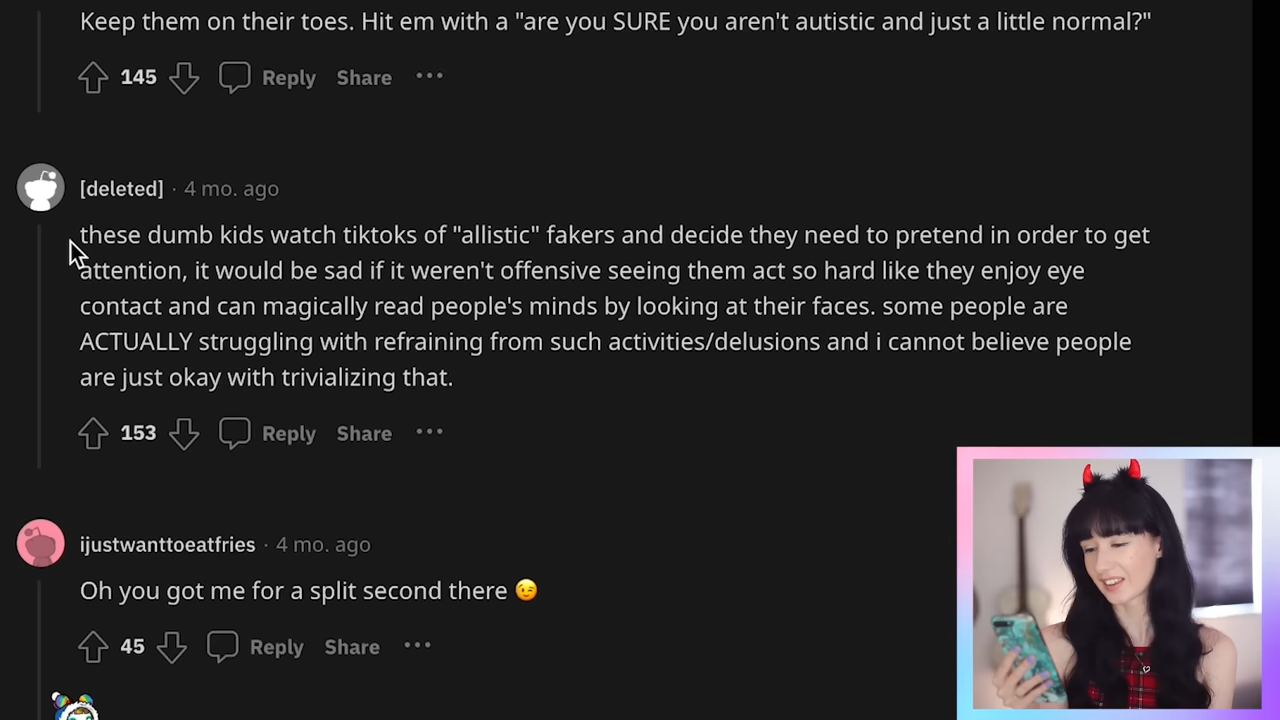 Keep them on their toes. Hit em with a "are you SURE you aren't autistic and just a little normal?"
145 Reply Share
[deleted] · 4 mo. ago
these dumb kids watch tiktoks of "allistic" fakers and decide they need to pretend in order to get
attention, it would be sad if it weren't offensive seeing them act so hard like they enjoy eye
contact and can magically read people's minds by looking at their faces. some people are
ACTUALLY struggling with refraining from such activities/delusions and i cannot believe people
are just okay with trivializing that.
153 Reply Share
ijustwanttoeatfries · 4 mo. ago
Oh you got me for a split second there 😉
45 Reply Share